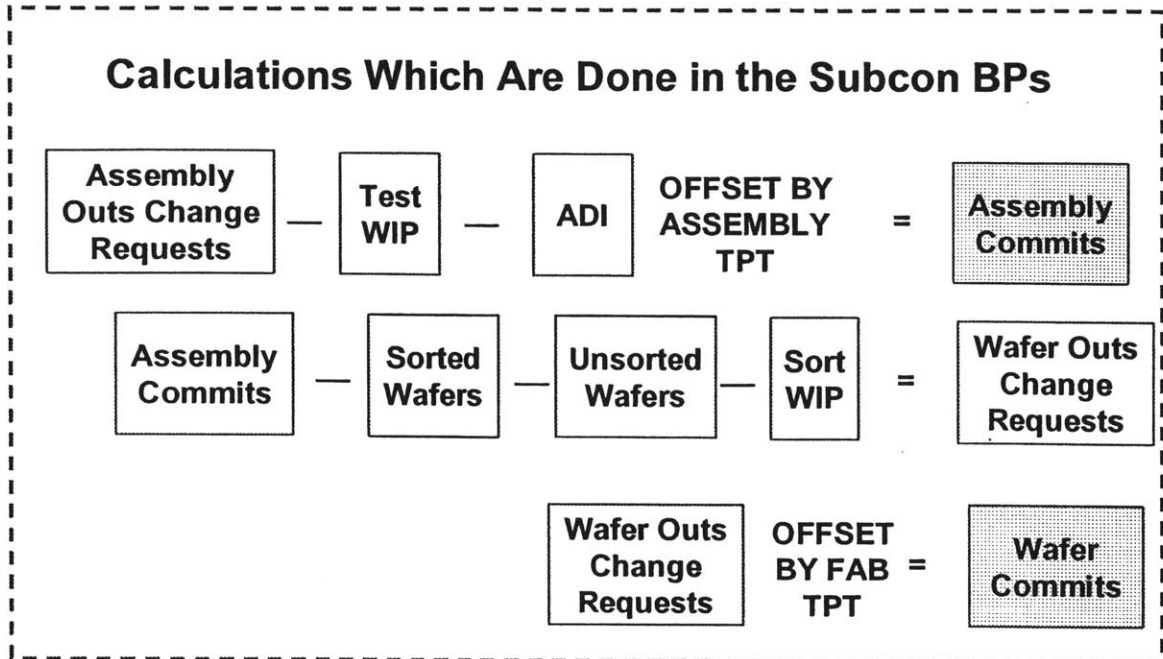 Calculations Which Are Done in the Subcon BPs
Assembly
Outs Change
Requests
—
Test
WIP
—
ADI
OFFSET BY
ASSEMBLY
TPT
=
Assembly
Commits
Assembly
Commits
—
Sorted
Wafers
—
Unsorted
Wafers
—
Sort
WIP
=
Wafer Outs
Change
Requests
Wafer Outs
Change
Requests
OFFSET
BY FAB
TPT
=
Wafer
Commits